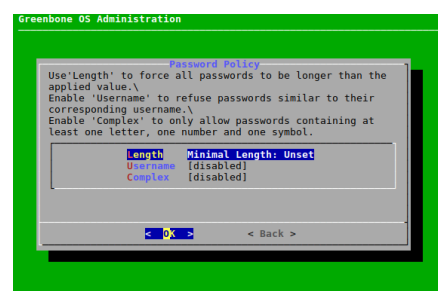 Greenbone OS Administration
Password Policy
Use'Length' to force all passwords to be longer than the
applied value.\
Enable 'Username' to refuse passwords similar to their
corresponding username.\
Enable 'Complex' to only allow passwords containing at
least one letter, one number and one symbol.
Length Minimal Length: Unset
Username [disabled]
Complex [disabled]
< OK > < Back >